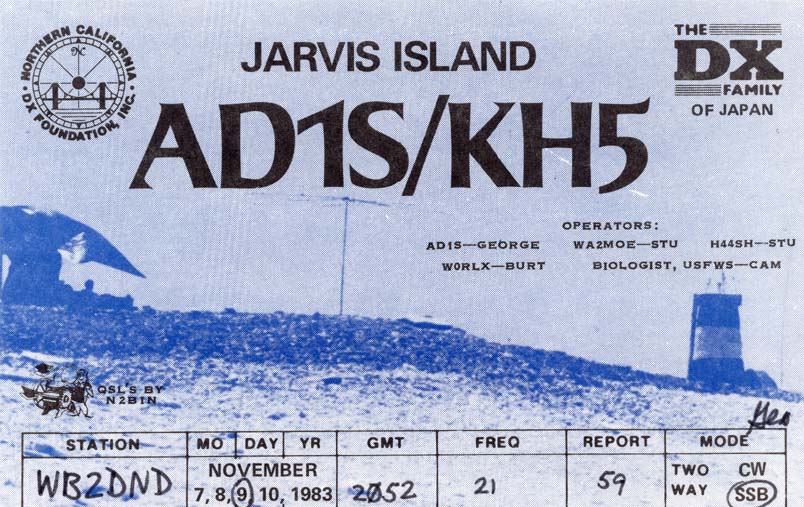 NORTHERN CALIFORNIA
DX FOUNDATION, INC.
N
JARVIS ISLAND
THE
DX
FAMILY
OF JAPAN
AD1S/KH5
OPERATORS:
AD1S—GEORGE WA2MOE—STU H44SH—STU
W0RLX—BURT BIOLOGIST, USFWS—CAM
QSL'S BY
N2BIN
Geo
STATION MO DAY YR GMT FREQ REPORT MODE
WB2DND NOVEMBER 7, 8, 9, 10, 1983 2052 21 59 TWO WAY CW SSB